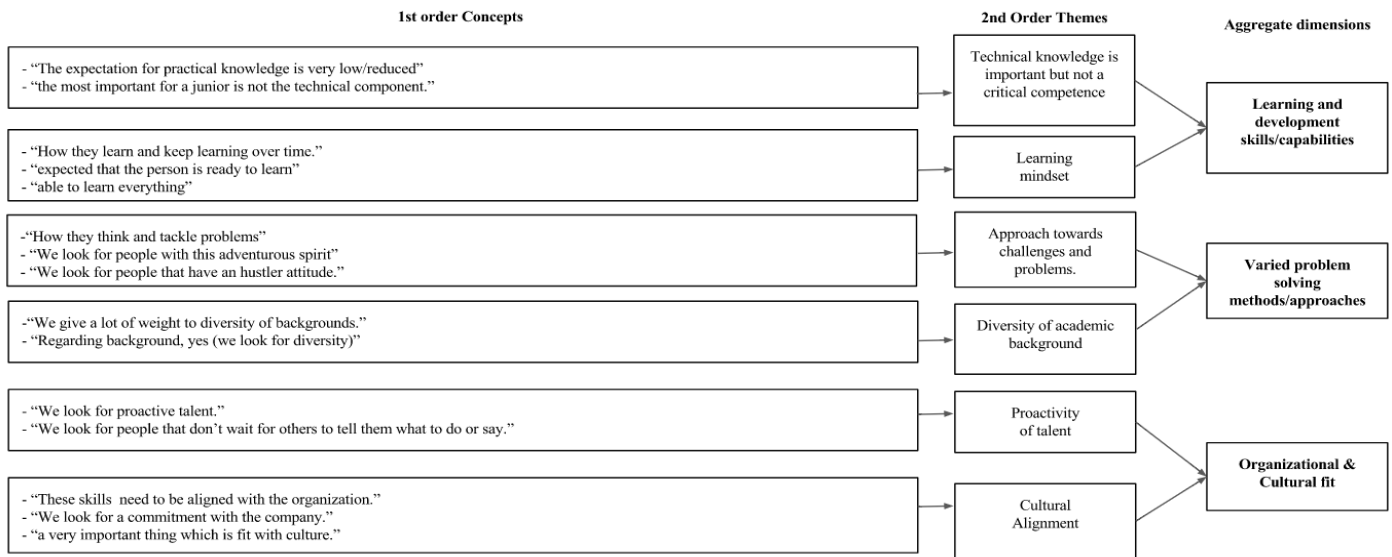 1st order Concepts
2nd Order Themes
Aggregate dimensions
- “The expectation for practical knowledge is very low/reduced”
- “the most important for a junior is not the technical component.”
Technical knowledge is
important but not a
critical competence
Learning and
development
skills/capabilities
- “How they learn and keep learning over time.”
- “expected that the person is ready to learn”
- “able to learn everything”
Learning
mindset
-“How they think and tackle problems”
- “We look for people with this adventurous spirit”
- “We look for people that have an hustler attitude.”
Approach towards
challenges and
problems.
Varied problem
solving
methods/approaches
-“We give a lot of weight to diversity of backgrounds.”
- “Regarding background, yes (we look for diversity)”
Diversity of academic
background
- “We look for proactive talent.”
- “We look for people that don’t wait for others to tell them what to do or say.”
Proactivity
of talent
Organizational &
Cultural fit
- “These skills need to be aligned with the organization.”
- “We look for a commitment with the company.”
- “a very important thing which is fit with culture.”
Cultural
Alignment